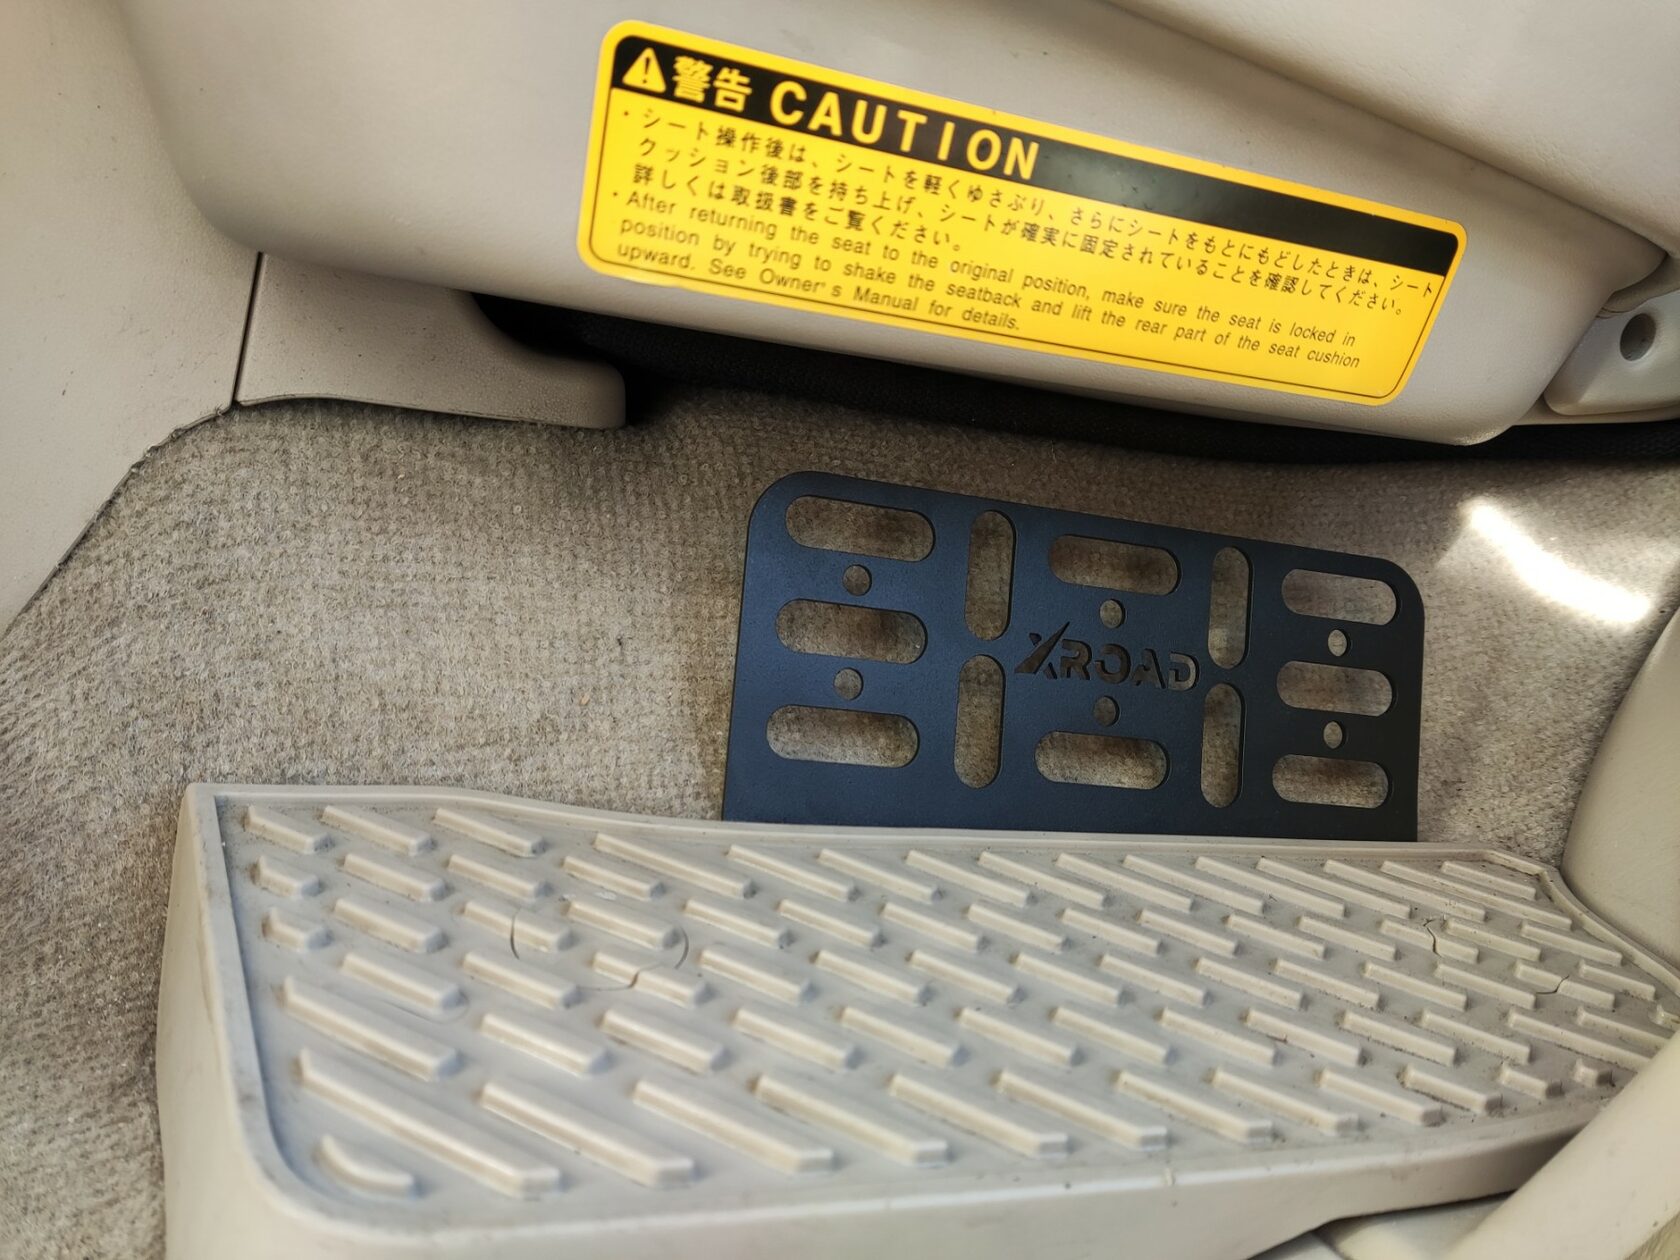 警告 CAUTION
・シート操作後は、シートを軽くゆさぶり、さらにシートをもとにもどしたときは、シート
クッション後部を持ち上げ、シートが確実に固定されていることを確認してください。
詳しくは取扱書をご覧ください。
・After returning the seat to the original position, make sure the seat is locked in
position by trying to shake the seatback and lift the rear part of the seat cushion
upward. See Owner's Manual for details.
XROAD